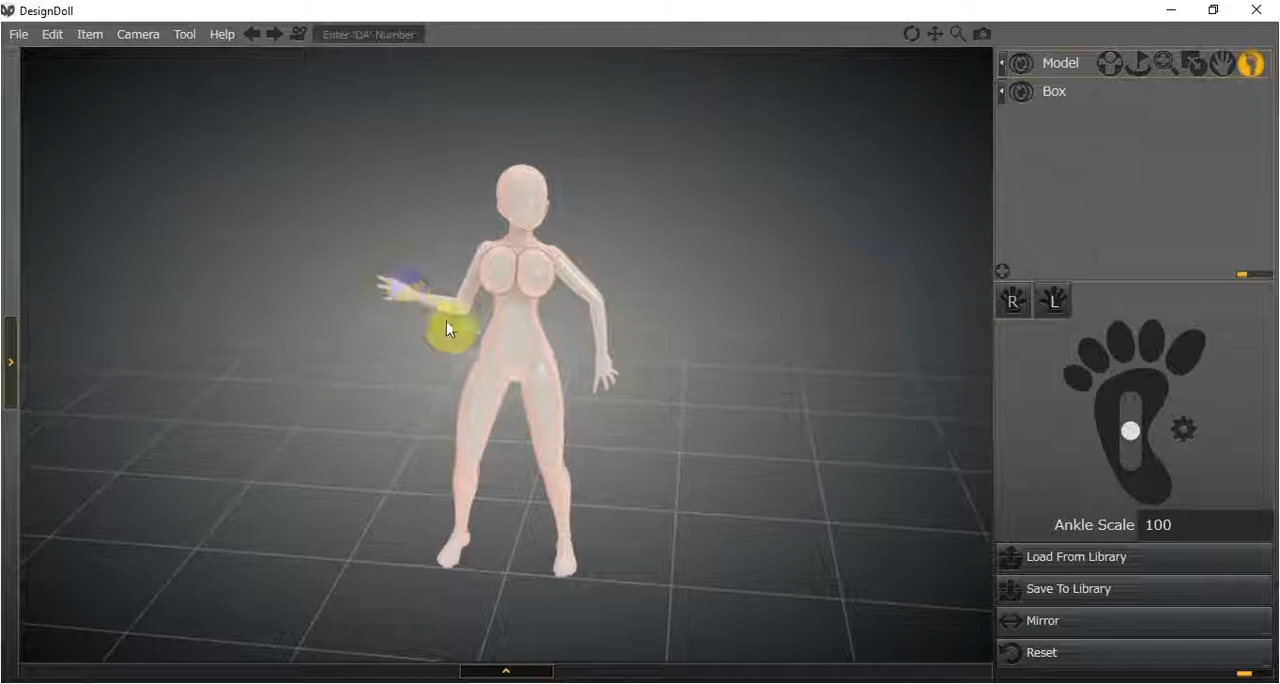 DesignDoll
File Edit Item Camera Tool Help Enter 'DA' Number
Model
Box
R L
Ankle Scale 100
Load From Library
Save To Library
Mirror
Reset